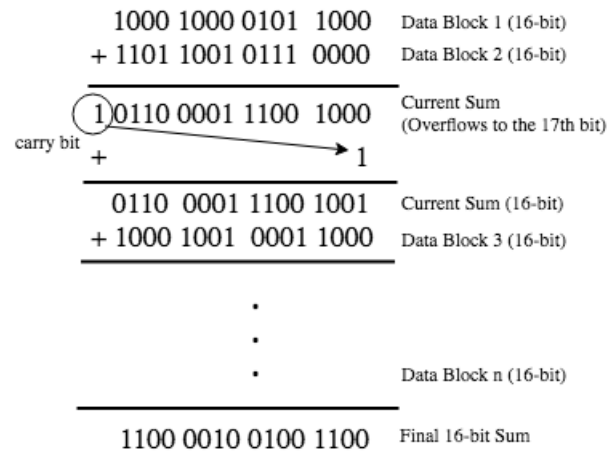 1000 1000 0101 1000 Data Block 1 (16-bit)
+ 1101 1001 0111 0000 Data Block 2 (16-bit)
1 0110 0001 1100 1000 Current Sum
(Overflows to the 17th bit)
carry bit
+ 1
0110 0001 1100 1001 Current Sum (16-bit)
+ 1000 1001 0001 1000 Data Block 3 (16-bit)
.
.
. Data Block n (16-bit)
1100 0010 0100 1100 Final 16-bit Sum